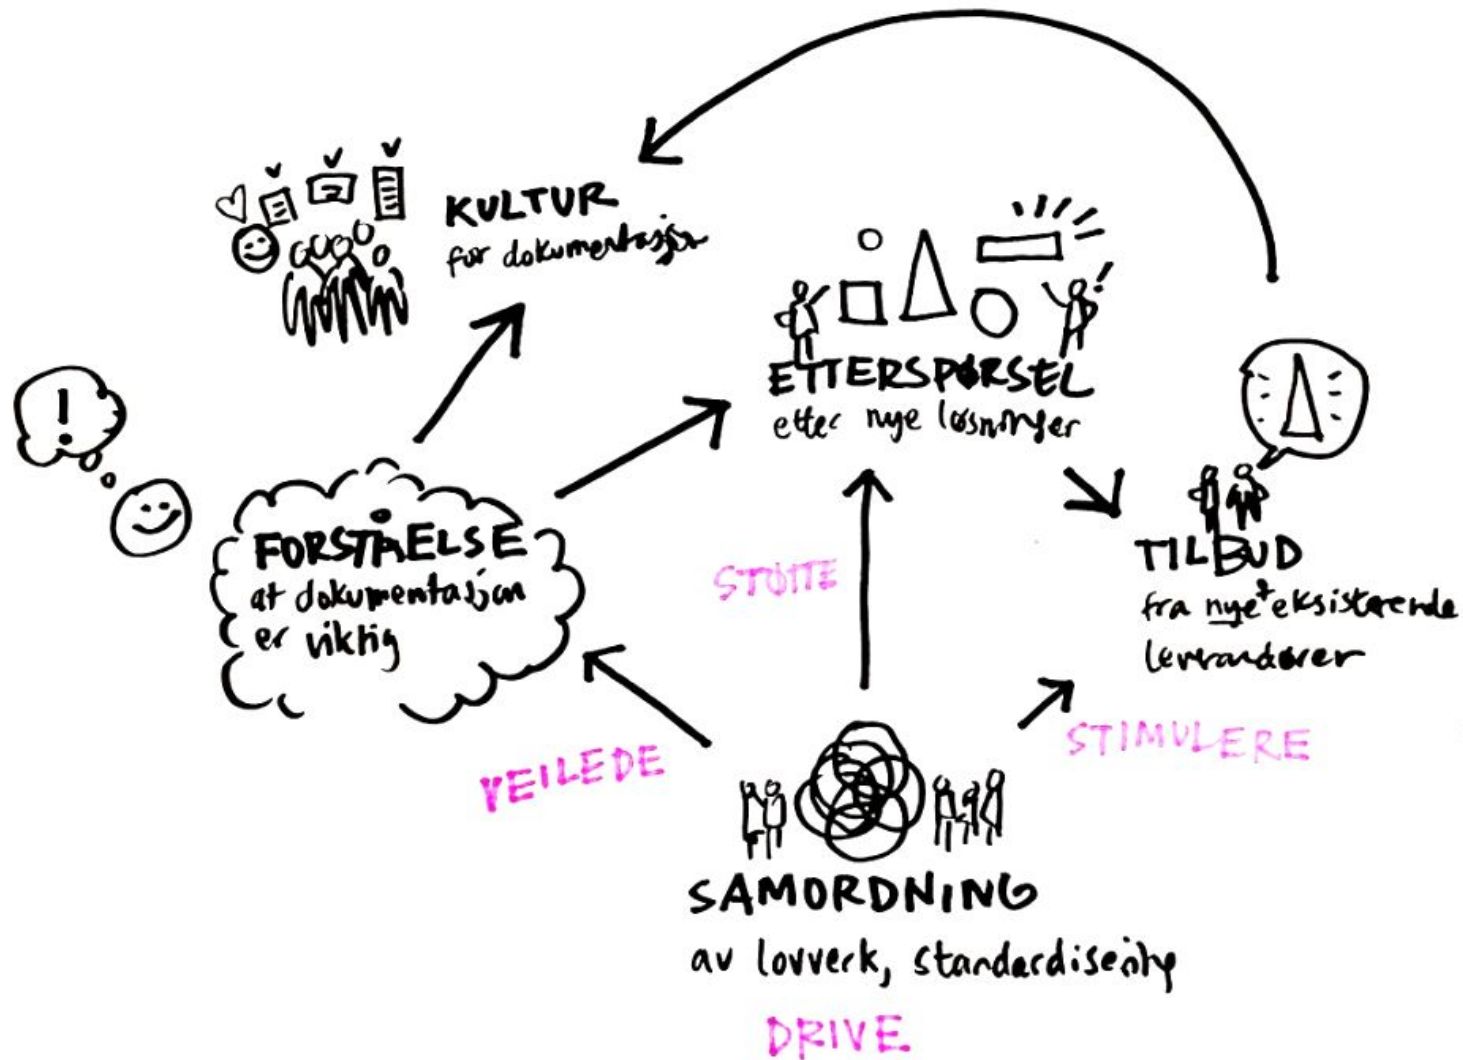 KULTUR
for dokumentasjon
ETTERSPØRSEL
etter nye løsninger
!
!
FORSTÅELSE
at dokumentasjon
er viktig
TILBUD
fra nye + eksisterende
leverandører
STØTTE
VEILEDE
STIMULERE
SAMORDNING
av lovverk, standardisering
DRIVE